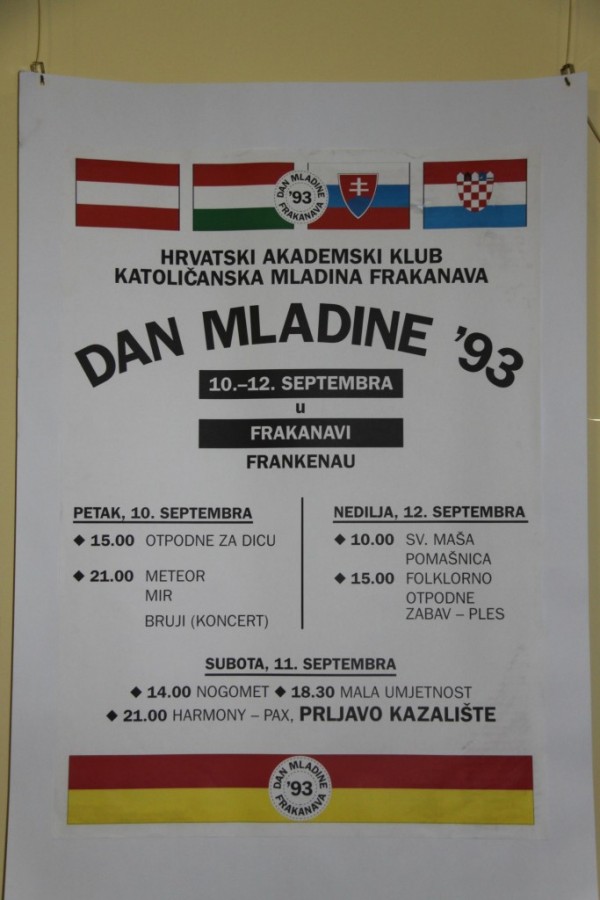 DAN MLADINE
'93
FRAKANAVA
HRVATSKI AKADEMSKI KLUB
KATOLIČANSKA MLADINA FRAKANAVA
DAN MLADINE '93
10.–12. SEPTEMBRA
u
FRAKANAVI
FRANKENAU
PETAK, 10. SEPTEMBRA
◆ 15.00 OTPODNE ZA DICU
◆ 21.00 METEOR
MIR
BRUJI (KONCERT)
NEDILJA, 12. SEPTEMBRA
◆ 10.00 SV. MAŠA
POMAŠNICA
◆ 15.00 FOLKLORNO
OTPODNE
ZABAV – PLES
SUBOTA, 11. SEPTEMBRA
◆ 14.00 NOGOMET ◆ 18.30 MALA UMJETNOST
◆ 21.00 HARMONY – PAX, PRLJAVO KAZALIŠTE
DAN MLADINE
'93
FRAKANAVA